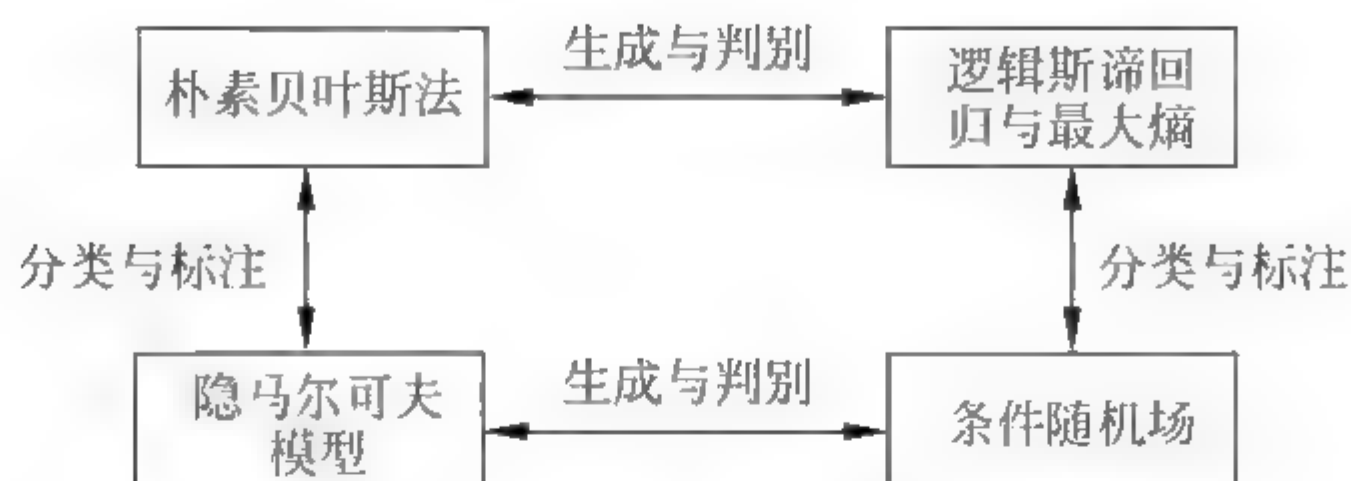 生成与判别
朴素贝叶斯法
逻辑斯谛回
归与最大熵
分类与标注
分类与标注
生成与判别
隐马尔可夫
模型
条件随机场